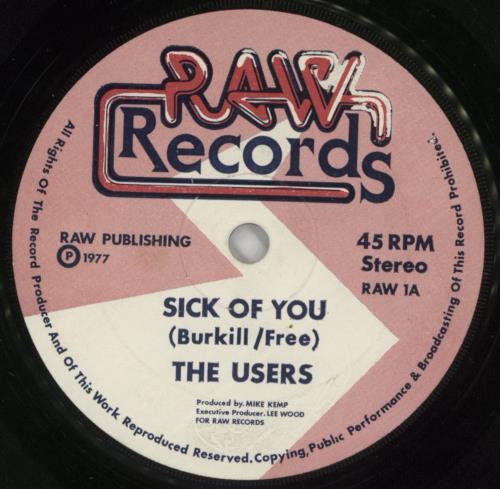 RAW
Records
RAW PUBLISHING
℗ 1977
45 RPM
Stereo
RAW 1A
SICK OF YOU
(Burkill/Free)
THE USERS
Produced by. MIKE KEMP
Executive Producer. LEE WOOD
FOR RAW RECORDS
All Rights Of The Record Producer And Of This Work Reproduced Reserved. Copying, Public Performance & Broadcasting Of This Record Prohibited.